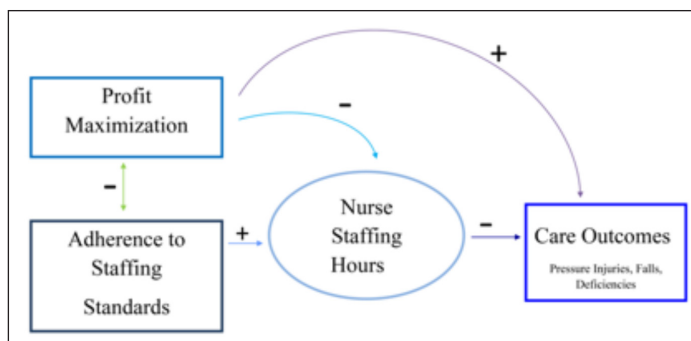 +
Profit
Maximization
-
-
Nurse
Staffing
Hours
Adherence to
Staffing
Standards
+
-
Care Outcomes
Pressure Injuries, Falls,
Deficiencies